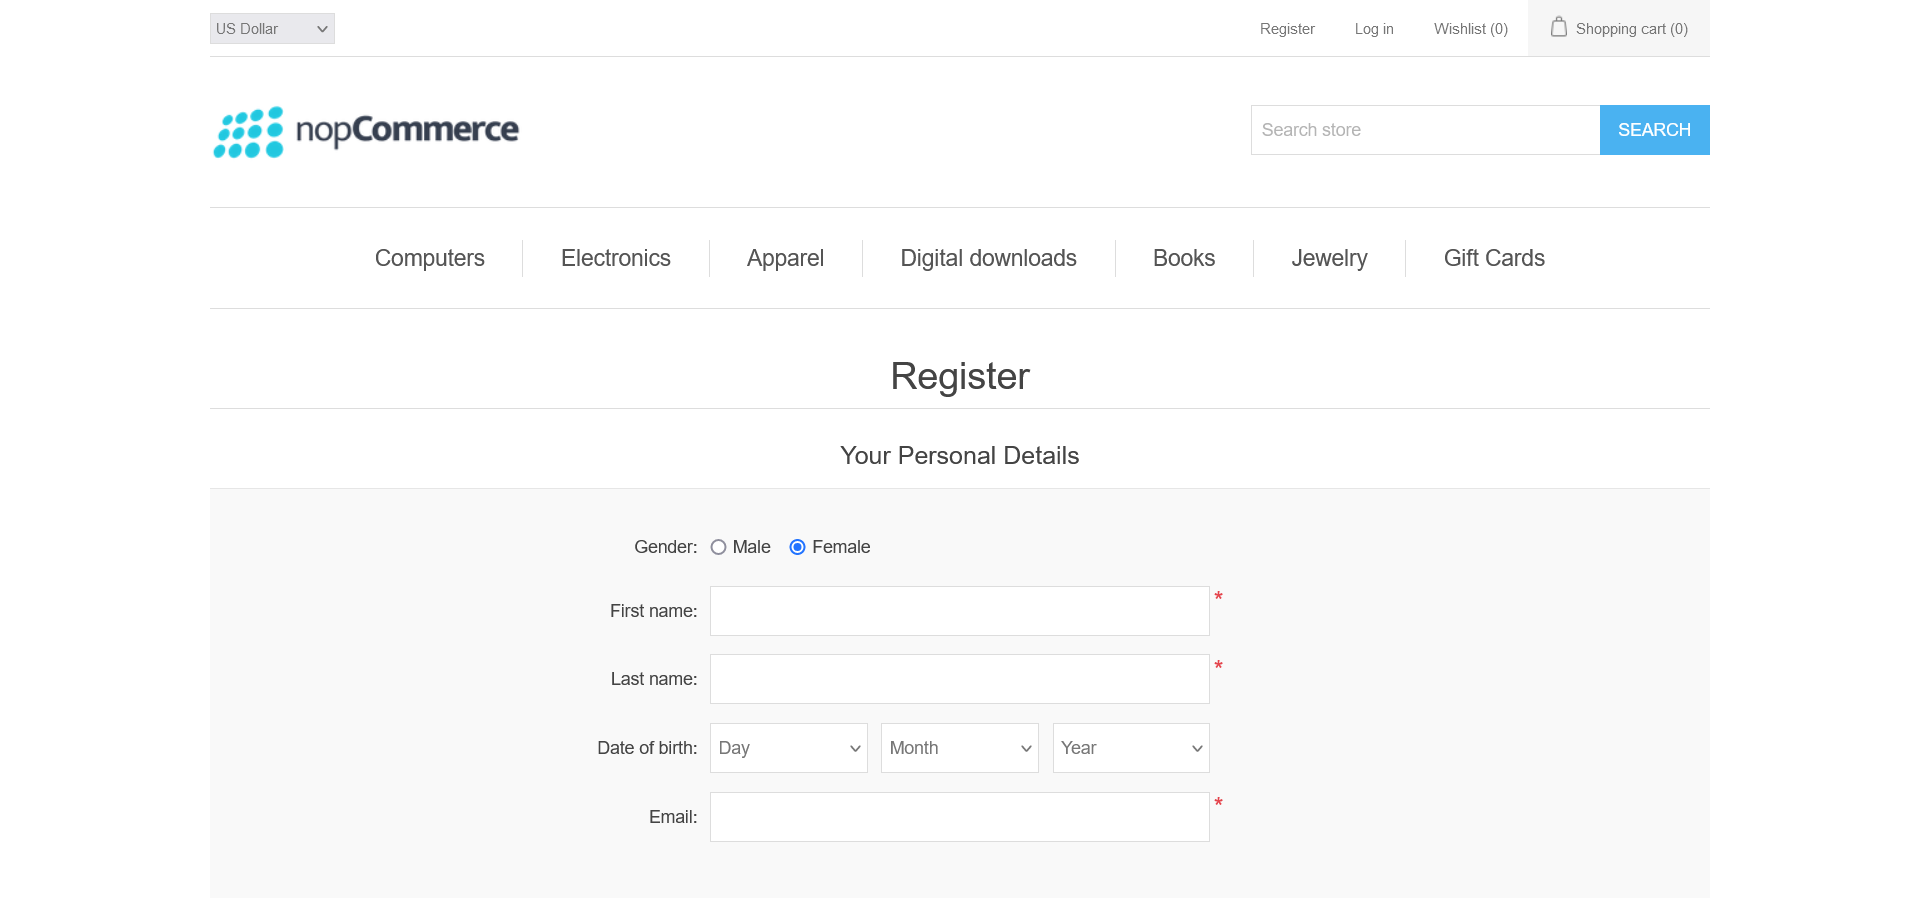 US Dollar
Register
Log in
Wishlist (0)
Shopping cart (0)
nopCommerce
Search store
SEARCH
Computers
Electronics
Apparel
Digital downloads
Books
Jewelry
Gift Cards
Register
Your Personal Details
Gender: Male Female
First name: *
Last name: *
Date of birth: Day Month Year
Email: *